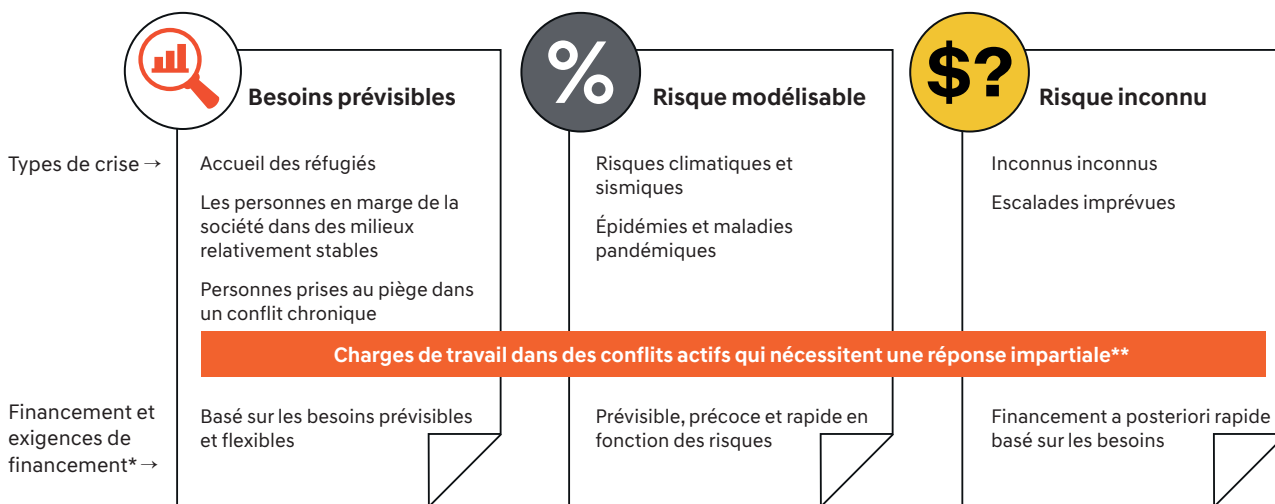 $?
%
Besoins prévisibles
Risque modélisable
Risque inconnu
Types de crise →
Accueil des réfugiés
Les personnes en marge de la
société dans des milieux
relativement stables
Personnes prises au piège dans
un conflit chronique
Risques climatiques et
sismiques
Épidémies et maladies
pandémiques
Inconnus inconnus
Escalades imprévues
Charges de travail dans des conflits actifs qui nécessitent une réponse impartiale**
Financement et
exigences de
financement* →
Basé sur les besoins prévisibles
et flexibles
Prévisible, précoce et rapide en
fonction des risques
Financement a posteriori rapide
basé sur les besoins